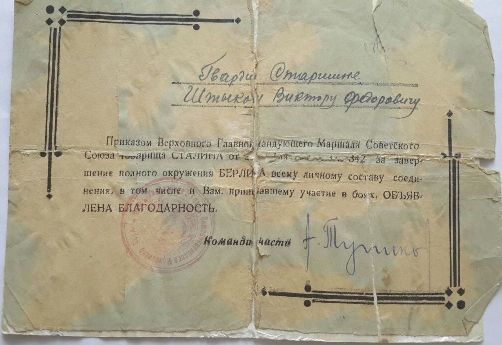 Гвардии Старшине
Штыкову Виктору Федоровичу
Приказом Верховного Главнокомандующего Маршала Советского
Союза товарища СТАЛИНА от 342 за завер-
шение полного окружения БЕРЛИНА всему личному составу соеди-
нения, в том числе и Вам, принимавшему участие в боях, ОБЪЯВ-
ЛЕНА БЛАГОДАРНОСТЬ.
Командир части